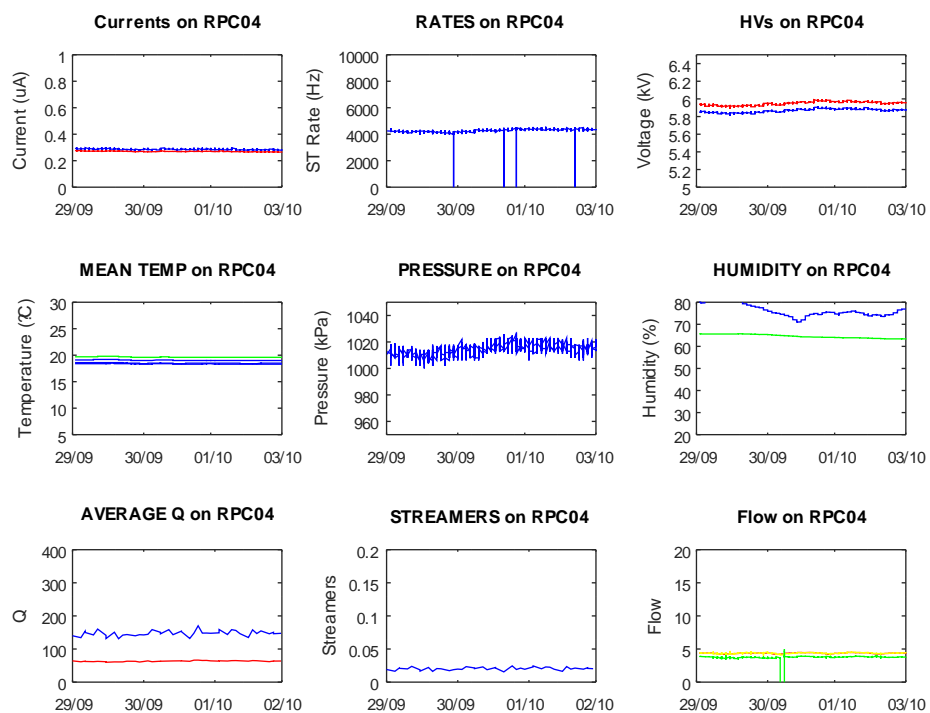 Currents on RPC04
Current (uA)
1
0.8
0.6
0.4
0.2
0
29/09 30/09 01/10 03/10
RATES on RPC04
ST Rate (Hz)
10000
8000
6000
4000
2000
0
29/09 30/09 01/10 03/10
HVs on RPC04
Voltage (kV)
6.4
6.2
6
5.8
5.6
5.4
5.2
5
29/09 30/09 01/10 03/10
MEAN TEMP on RPC04
Temperature (?C)
30
25
20
15
10
5
29/09 30/09 01/10 03/10
PRESSURE on RPC04
Pressure (kPa)
1040
1020
1000
980
960
29/09 30/09 01/10 03/10
HUMIDITY on RPC04
Humidity (%)
80
70
60
50
40
30
20
29/09 30/09 01/10 03/10
AVERAGE Q on RPC04
Q
400
300
200
100
0
29/09 30/09 01/10 02/10
STREAMERS on RPC04
Streamers
0.2
0.15
0.1
0.05
0
29/09 30/09 01/10 02/10
Flow on RPC04
Flow
20
15
10
5
0
29/09 30/09 01/10 03/10